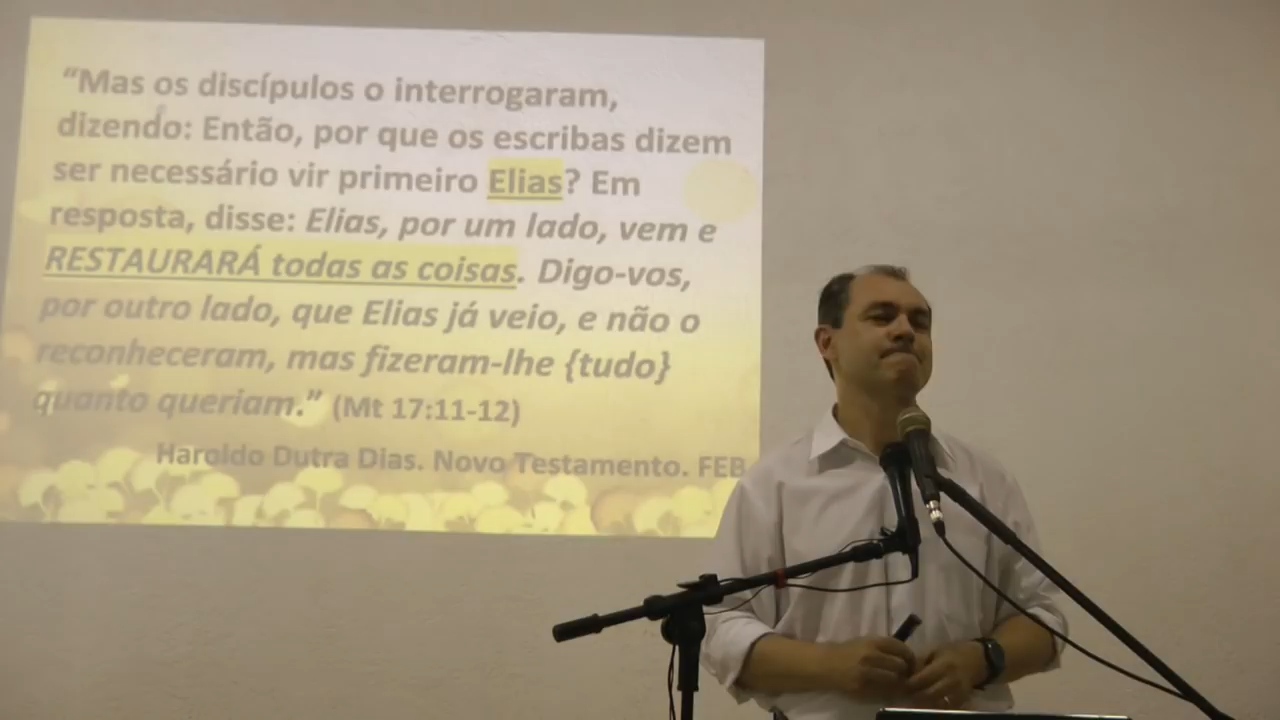 “Mas os discípulos o interrogaram,
dizendo: Então, por que os escribas dizem
ser necessário vir primeiro Elias? Em
resposta, disse: Elias, por um lado, vem e
RESTAURARÁ todas as coisas. Digo-vos,
por outro lado, que Elias já veio, e não o
reconheceram, mas fizeram-lhe {tudo}
quanto queriam.” (Mt 17:11-12)
Haroldo Dutra Dias. Novo Testamento. FEB